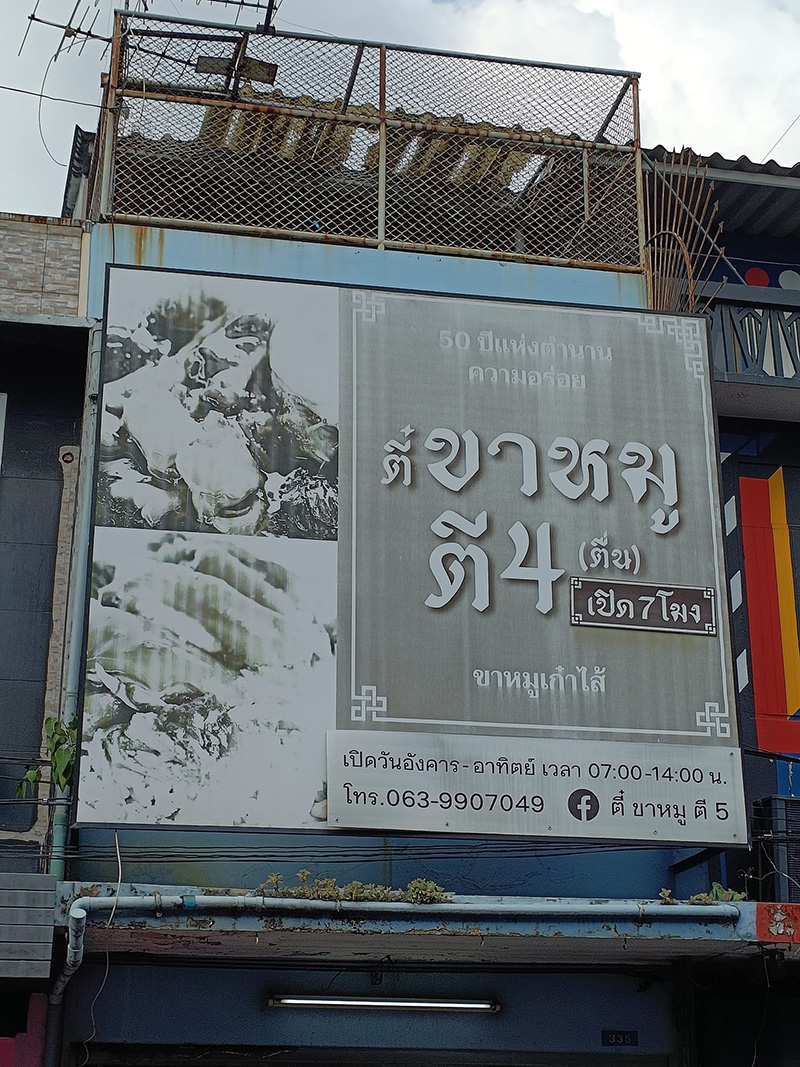 50 ปีแห่งตำนาน
ความอร่อย
ตี๋ ขาหมู
ตี 4 (ตื่น)
เปิด 7 โมง
ขาหมูเก๋าไส้
เปิดวันอังคาร - อาทิตย์ เวลา 07:00-14:00 น.
โทร.063-9907049 ตี๋ ขาหมู ตี 5
335